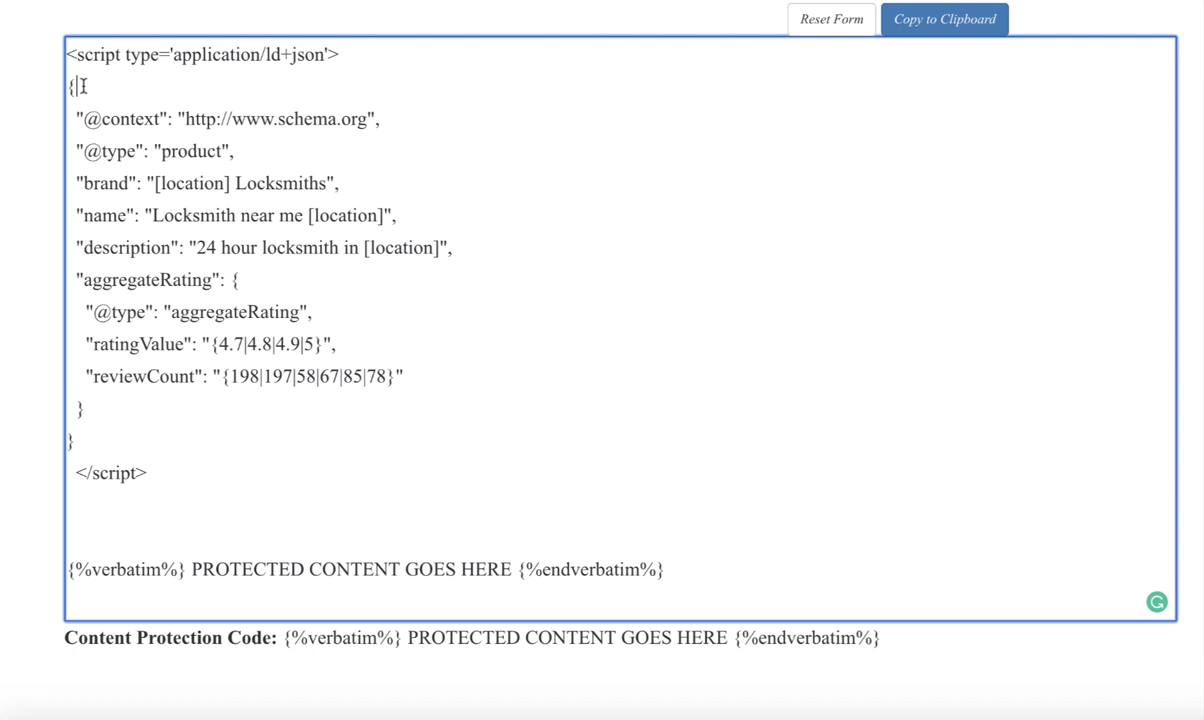 Reset Form
Copy to Clipboard
<script type='application/ld+json'>
{
"@context": "http://www.schema.org",
"@type": "product",
"brand": "[location] Locksmiths",
"name": "Locksmith near me [location]",
"description": "24 hour locksmith in [location]",
"aggregateRating": {
"@type": "aggregateRating",
"ratingValue": "{4.7|4.8|4.9|5}",
"reviewCount": "{198|197|58|67|85|78}"
}
}
</script>
{%verbatim%} PROTECTED CONTENT GOES HERE {%endverbatim%}
Content Protection Code: {%verbatim%} PROTECTED CONTENT GOES HERE {%endverbatim%}